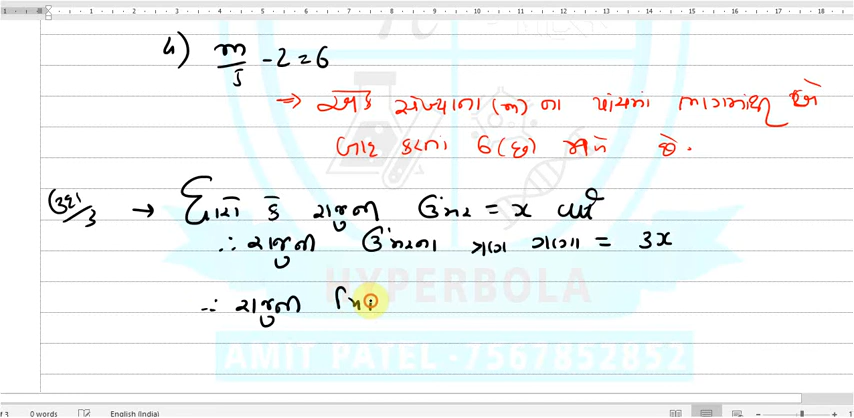 4) m/5 - 2 = 6
⇒ એક સંખ્યાના (m) ના પાંચમાં ભાગમાંથી બે
બાદ કરતાં 6 (છ) મળે છે.
ઉદા/3 → ધારો કે રાજુની ઉંમર = x વર્ષ
∴ રાજુની ઉંમરના ત્રણ ગણા = 3x
∴ રાજુની પિ
HYPERBOLA
AMIT PATEL -7567852852
0 words English (India)